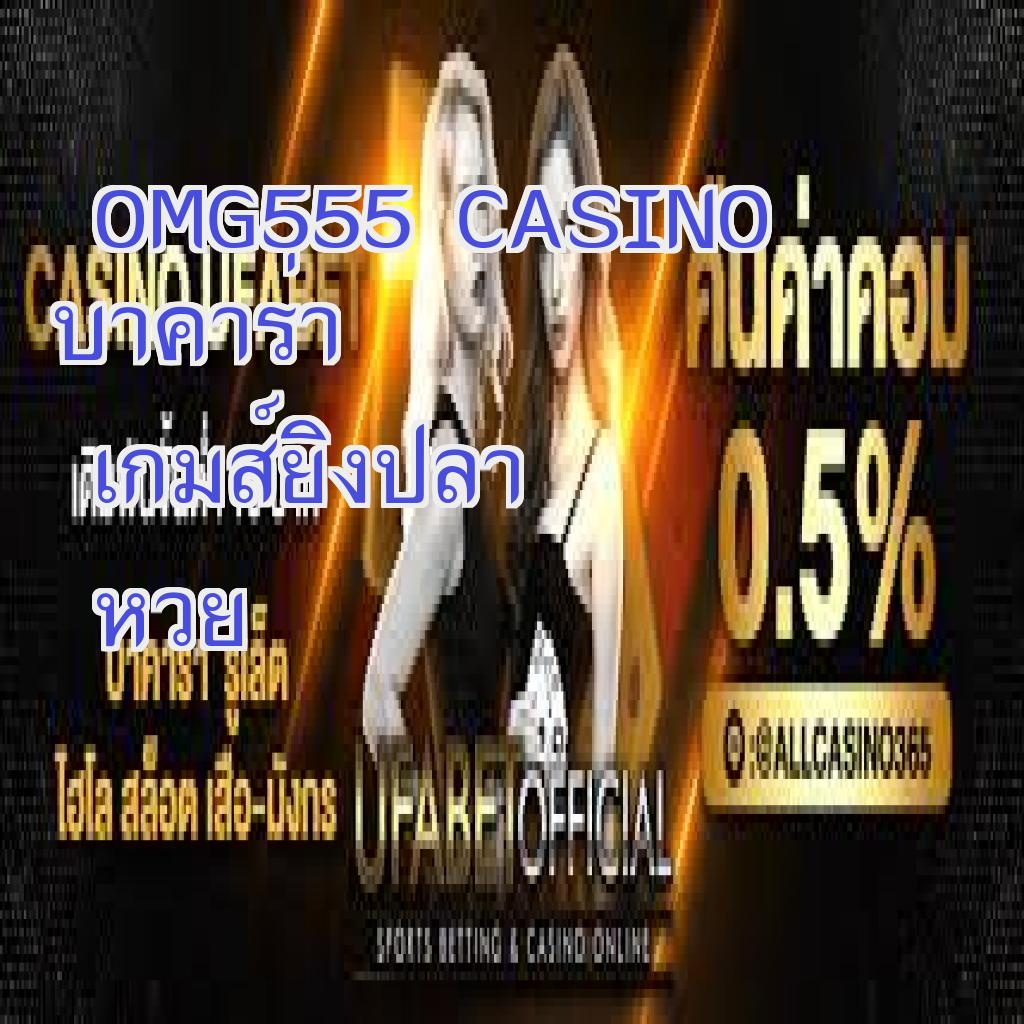 OMG555 CASINO
CASINO UFABET
บาคาร่า
เกมส์ยิงปลา
หวย
บาคาร่า รูเล็ต
ไฮโล สล็อต เสือ-มังกร
คืนค่าคอม
0.5%
:@ALLCASINO365
UFABET OFFICIAL
SPORTS BETTING & CASINO ONLINE